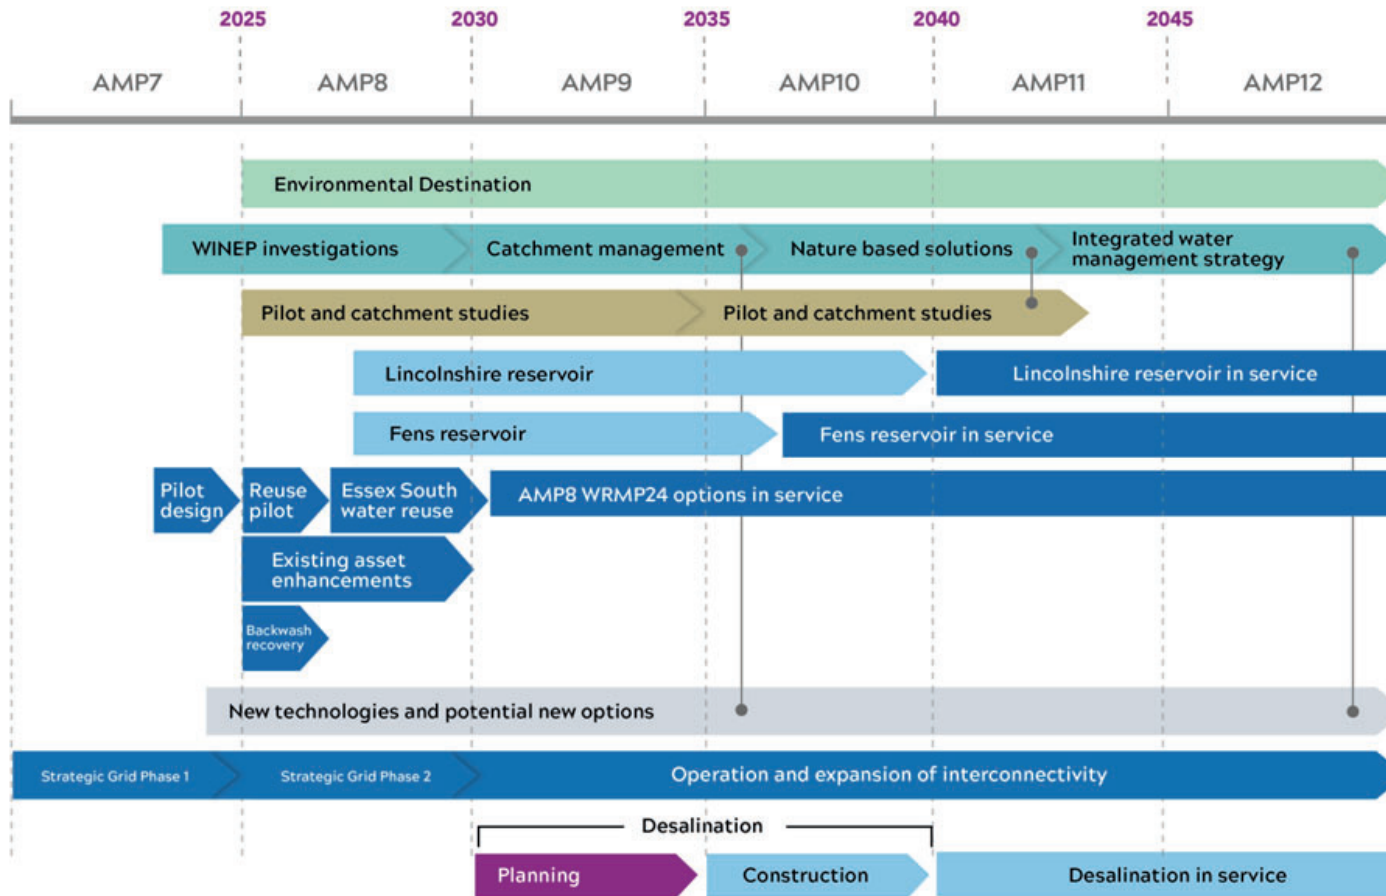 2025 2030 2035 2040 2045
AMP7 AMP8 AMP9 AMP10 AMP11 AMP12
Environmental Destination
WINEP investigations
Catchment management
Nature based solutions
Integrated water
management strategy
Pilot and catchment studies
Pilot and catchment studies
Lincolnshire reservoir
Lincolnshire reservoir in service
Fens reservoir
Fens reservoir in service
Pilot
design
Reuse
pilot
Essex South
water reuse
AMP8 WRMP24 options in service
Existing asset
enhancements
Backwash
recovery
New technologies and potential new options
Strategic Grid Phase 1
Strategic Grid Phase 2
Operation and expansion of interconnectivity
Desalination
Planning
Construction
Desalination in service